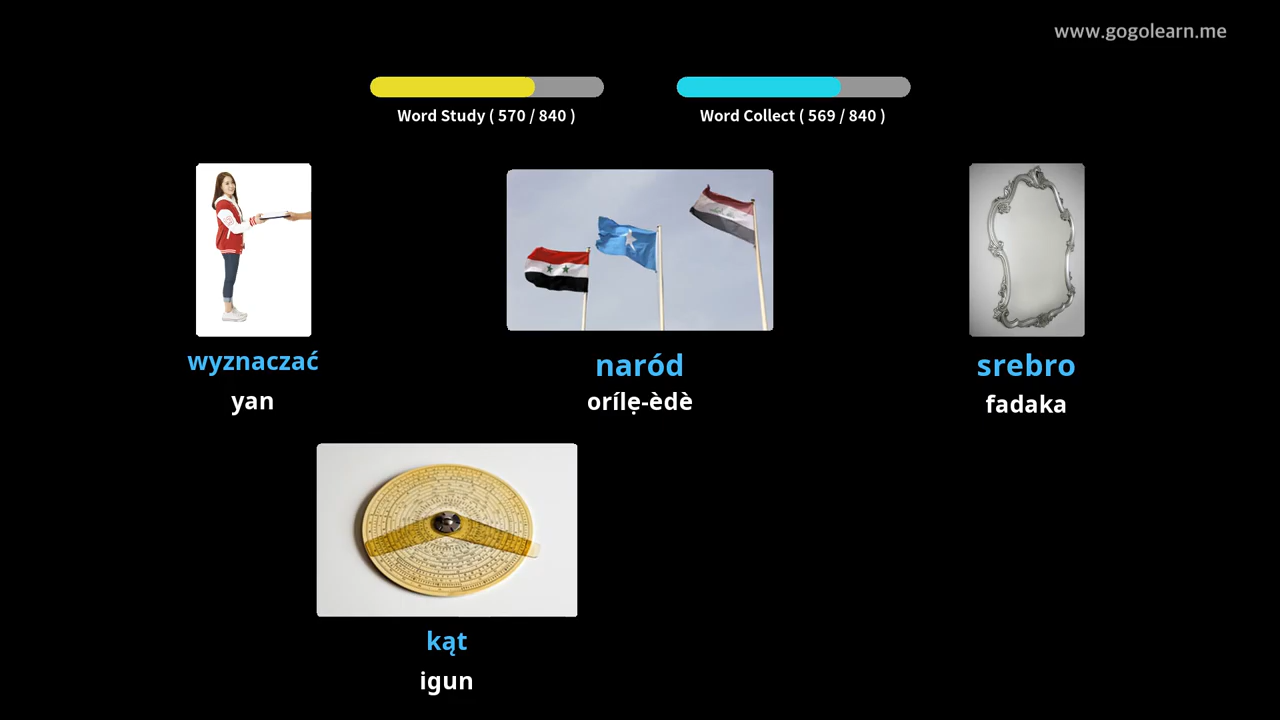 www.gogolearn.me
Word Study ( 570 / 840 )
Word Collect ( 569 / 840 )
wyznaczać
yan
naród
orílẹ-èdè
srebro
fadaka
kąt
igun